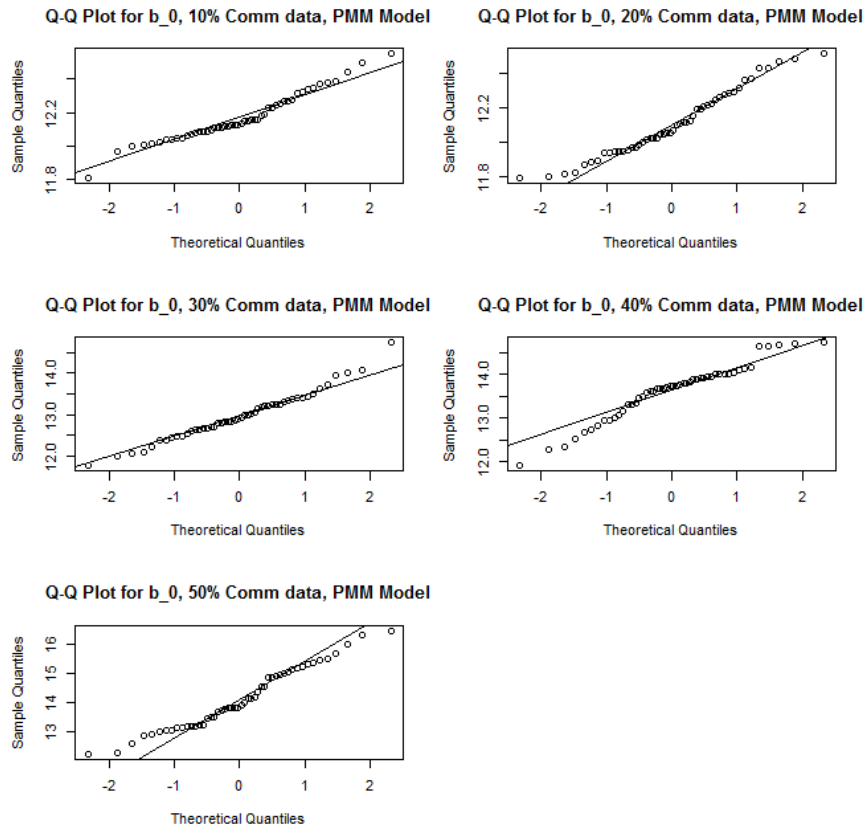 Q-Q Plot for b_0, 10% Comm data, PMM Model
Sample Quantiles
12.2
11.8
-2 -1 0 1 2
Theoretical Quantiles
Q-Q Plot for b_0, 20% Comm data, PMM Model
Sample Quantiles
12.2
11.8
-2 -1 0 1 2
Theoretical Quantiles
Q-Q Plot for b_0, 30% Comm data, PMM Model
Sample Quantiles
14.0
13.0
12.0
-2 -1 0 1 2
Theoretical Quantiles
Q-Q Plot for b_0, 40% Comm data, PMM Model
Sample Quantiles
14.0
13.0
12.0
-2 -1 0 1 2
Theoretical Quantiles
Q-Q Plot for b_0, 50% Comm data, PMM Model
Sample Quantiles
16
15
14
13
-2 -1 0 1 2
Theoretical Quantiles